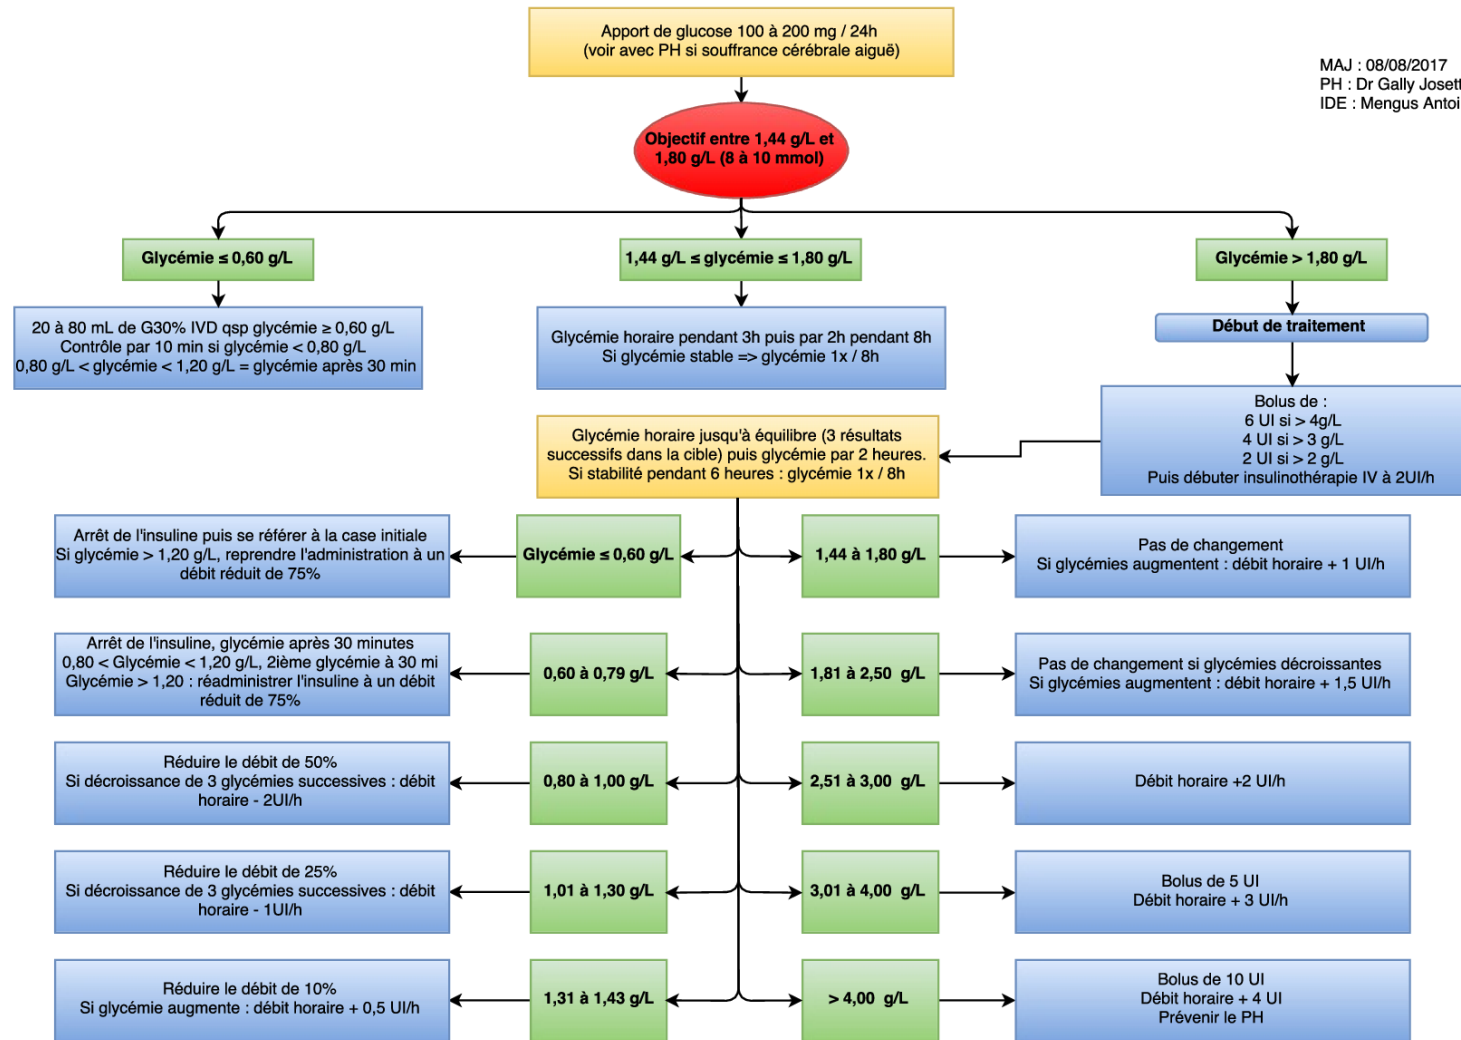 Apport de glucose 100 à 200 mg / 24h
(voir avec PH si souffrance cérébrale aiguë)
MAJ : 08/08/2017
PH : Dr Gally Josett
IDE : Mengus Antoi
Objectif entre 1,44 g/L et
1,80 g/L (8 à 10 mmol)
Glycémie ≤ 0,60 g/L
1,44 g/L ≤ glycémie ≤ 1,80 g/L
Glycémie > 1,80 g/L
20 à 80 mL de G30% IVD qsp glycémie ≥ 0,60 g/L
Contrôle par 10 min si glycémie < 0,80 g/L
0,80 g/L < glycémie < 1,20 g/L = glycémie après 30 min
Glycémie horaire pendant 3h puis par 2h pendant 8h
Si glycémie stable => glycémie 1x / 8h
Début de traitement
Bolus de :
6 UI si > 4g/L
4 UI si > 3 g/L
2 UI si > 2 g/L
Puis débuter insulinothérapie IV à 2UI/h
Glycémie horaire jusqu'à équilibre (3 résultats
successifs dans la cible) puis glycémie par 2 heures.
Si stabilité pendant 6 heures : glycémie 1x / 8h
Arrêt de l'insuline puis se référer à la case initiale
Si glycémie > 1,20 g/L, reprendre l'administration à un
débit réduit de 75%
Glycémie ≤ 0,60 g/L
1,44 à 1,80 g/L
Pas de changement
Si glycémies augmentent : débit horaire + 1 UI/h
Arrêt de l'insuline, glycémie après 30 minutes
0,80 < Glycémie < 1,20 g/L, 2ième glycémie à 30 mi
Glycémie > 1,20 : réadministrer l'insuline à un débit
réduit de 75%
0,60 à 0,79 g/L
1,81 à 2,50 g/L
Pas de changement si glycémies décroissantes
Si glycémies augmentent : débit horaire + 1,5 UI/h
Réduire le débit de 50%
Si décroissance de 3 glycémies successives : débit
horaire - 2UI/h
0,80 à 1,00 g/L
2,51 à 3,00 g/L
Débit horaire +2 UI/h
Réduire le débit de 25%
Si décroissance de 3 glycémies successives : débit
horaire - 1UI/h
1,01 à 1,30 g/L
3,01 à 4,00 g/L
Bolus de 5 UI
Débit horaire + 3 UI/h
Réduire le débit de 10%
Si glycémie augmente : débit horaire + 0,5 UI/h
1,31 à 1,43 g/L
> 4,00 g/L
Bolus de 10 UI
Débit horaire + 4 UI
Prévenir le PH